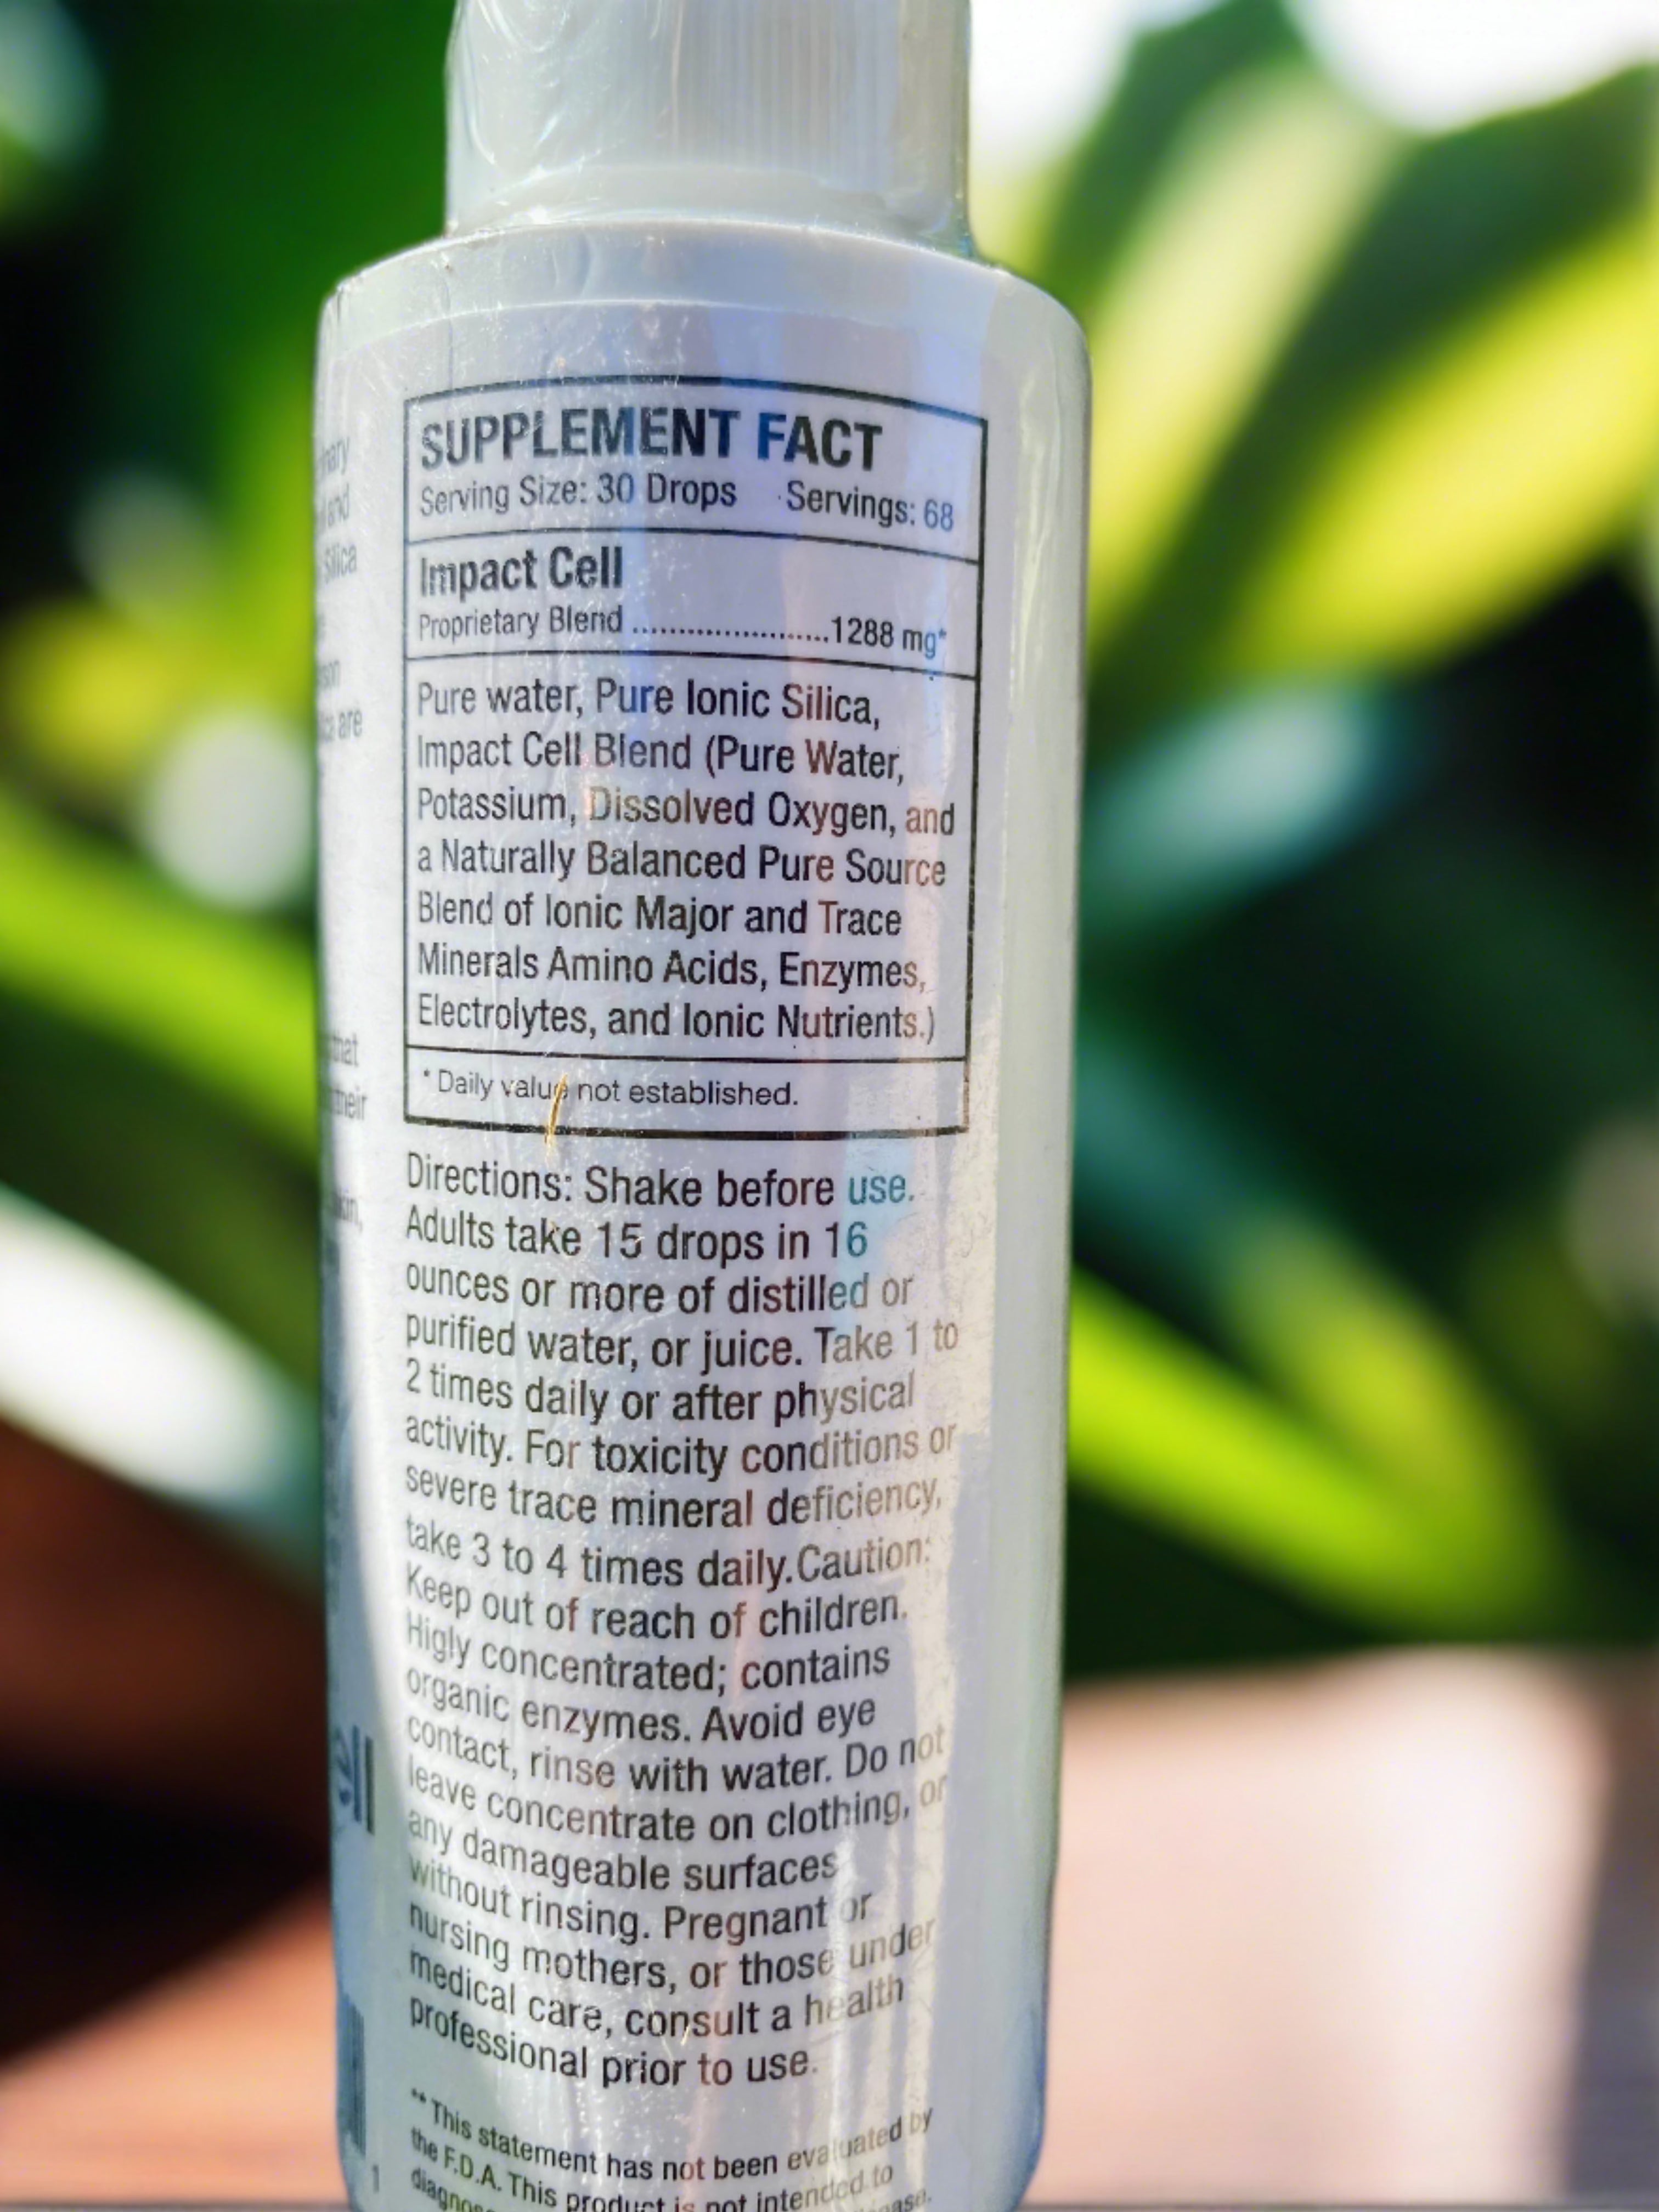 SUPPLEMENT FACT
Serving Size: 30 Drops Servings: 68
Impact Cell
Proprietary Blend ......................1288 mg*
Pure water, Pure Ionic Silica,
Impact Cell Blend (Pure Water,
Potassium, Dissolved Oxygen, and
a Naturally Balanced Pure Source
Blend of Ionic Major and Trace
Minerals Amino Acids, Enzymes,
Electrolytes, and Ionic Nutrients.)
* Daily value not established.
Directions: Shake before use.
Adults take 15 drops in 16
ounces or more of distilled or
purified water, or juice. Take 1 to
2 times daily or after physical
activity. For toxicity conditions or
severe trace mineral deficiency,
take 3 to 4 times daily.Caution:
Keep out of reach of children.
Higly concentrated; contains
organic enzymes. Avoid eye
contact, rinse with water. Do not
leave concentrate on clothing, or
any damageable surfaces
without rinsing. Pregnant or
nursing mothers, or those under
medical care, consult a health
professional prior to use.
** This statement has not been evaluated by
the F.D.A. This product is not intended to
Silica
are
that